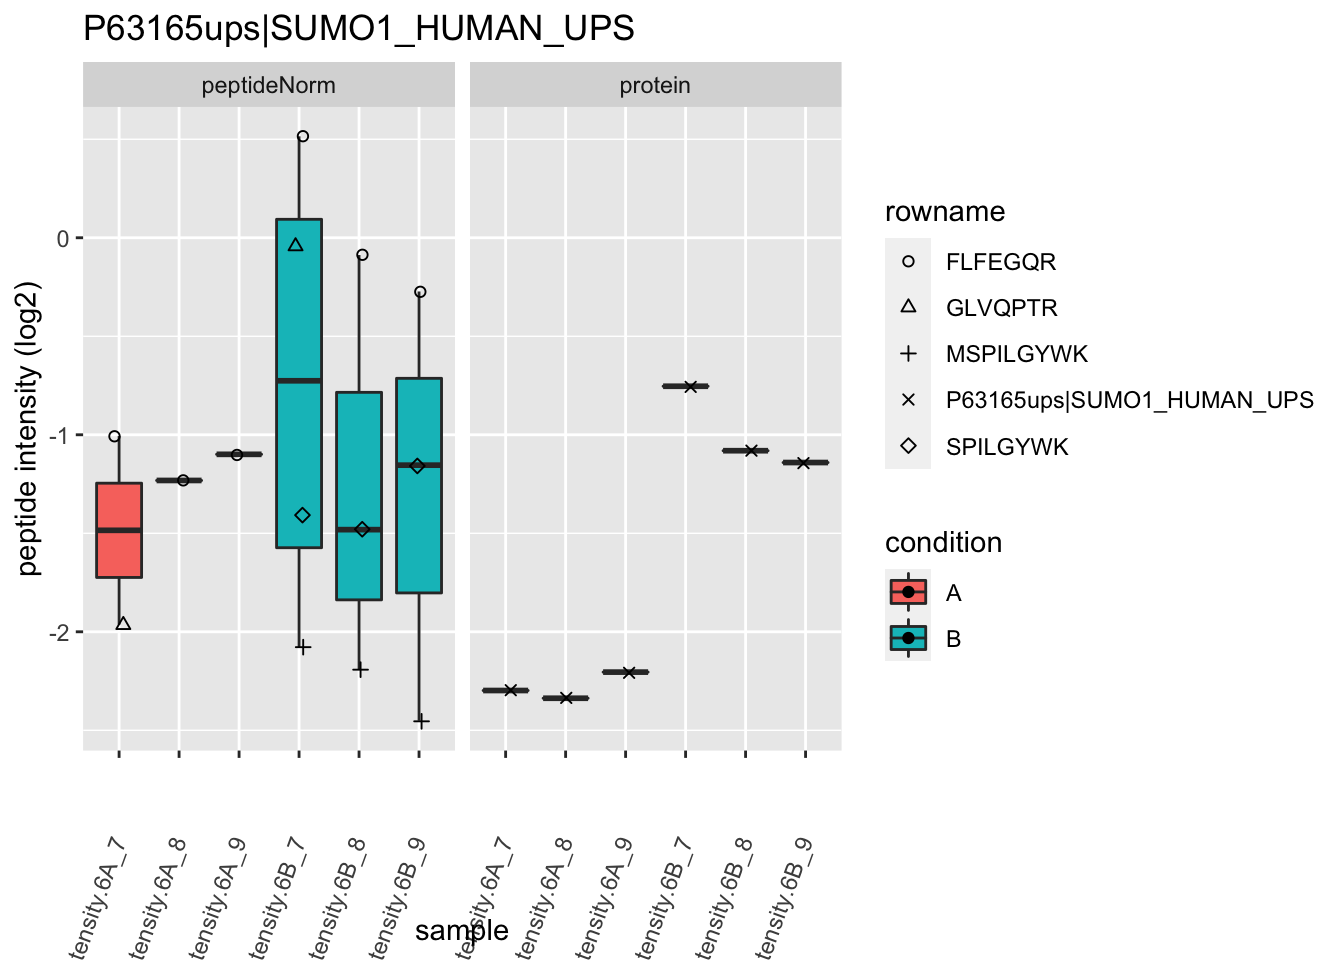 P63165ups|SUMO1_HUMAN_UPS
peptideNorm
protein
peptide intensity (log2)
0
-1
-2
tensity.6A_7
tensity.6A_8
tensity.6A_9
tensity.6B_7
tensity.6B_8
tensity.6B_9
tensity.6A_7
tensity.6A_8
tensity.6A_9
tensity.6B_7
tensity.6B_8
tensity.6B_9
sample
rowname
FLFEGQR
GLVQPTR
MSPILGYWK
P63165ups|SUMO1_HUMAN_UPS
SPILGYWK
condition
A
B